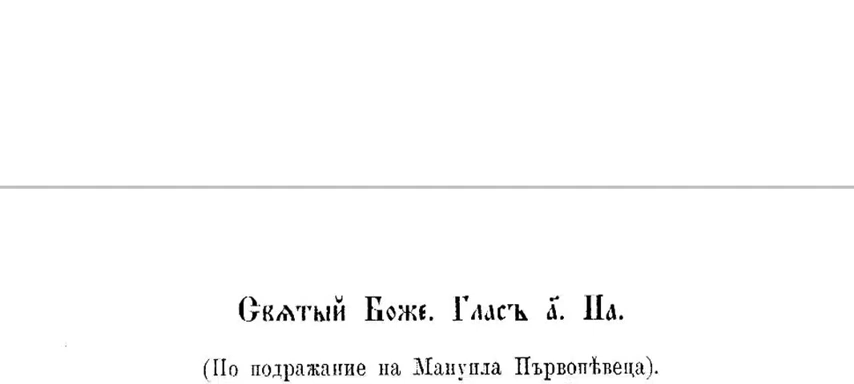 Свѧтый Боже. Гласъ а҃. Па.
(По подражание на Мануила Първопѣвеца).